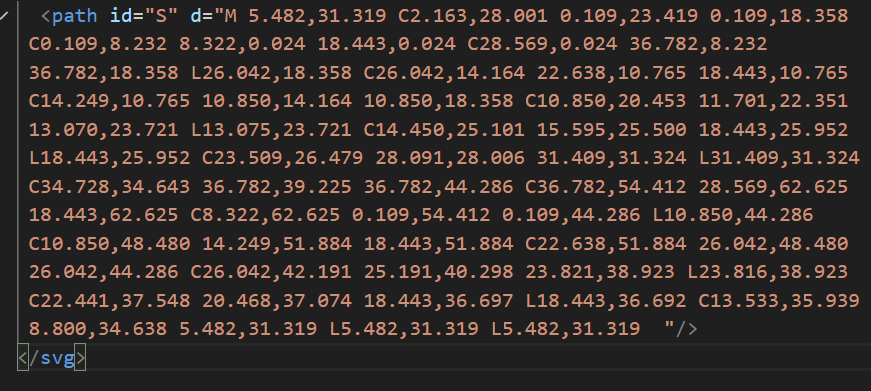 <path id="S" d="M 5.482,31.319 C2.163,28.001 0.109,23.419 0.109,18.358
C0.109,8.232 8.322,0.024 18.443,0.024 C28.569,0.024 36.782,8.232
36.782,18.358 L26.042,18.358 C26.042,14.164 22.638,10.765 18.443,10.765
C14.249,10.765 10.850,14.164 10.850,18.358 C10.850,20.453 11.701,22.351
13.070,23.721 L13.075,23.721 C14.450,25.101 15.595,25.500 18.443,25.952
L18.443,25.952 C23.509,26.479 28.091,28.006 31.409,31.324 L31.409,31.324
C34.728,34.643 36.782,39.225 36.782,44.286 C36.782,54.412 28.569,62.625
18.443,62.625 C8.322,62.625 0.109,54.412 0.109,44.286 L10.850,44.286
C10.850,48.480 14.249,51.884 18.443,51.884 C22.638,51.884 26.042,48.480
26.042,44.286 C26.042,42.191 25.191,40.298 23.821,38.923 L23.816,38.923
C22.441,37.548 20.468,37.074 18.443,36.697 L18.443,36.692 C13.533,35.939
8.800,34.638 5.482,31.319 L5.482,31.319 L5.482,31.319  "/>
</svg>